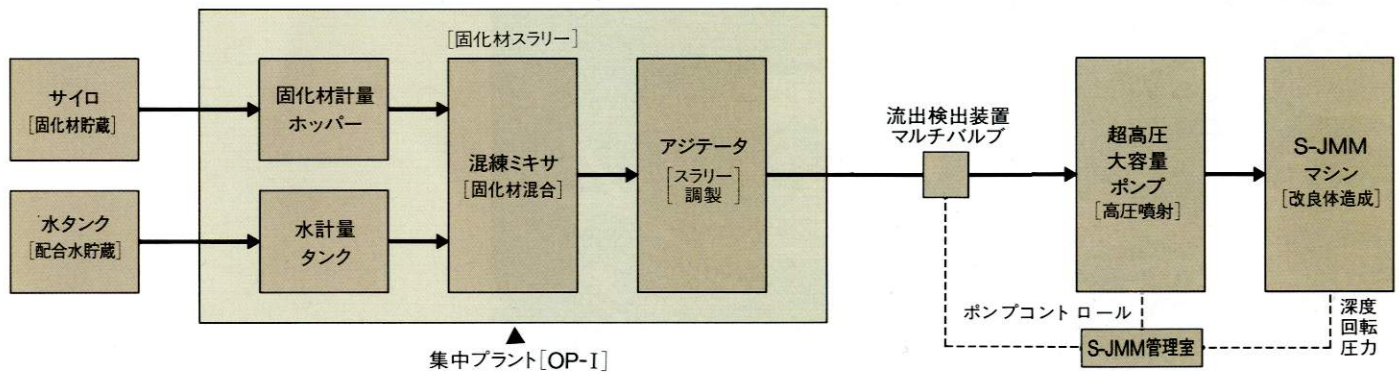 [固化材スラリー]
サイロ
[固化材貯蔵]
固化材計量
ホッパー
混練ミキサ
[固化材混合]
アジテータ
[スラリー
調製]
水タンク
[配合水貯蔵]
水計量
タンク
集中プラント[OP-I]
流出検出装置
マルチバルブ
超高圧
大容量
ポンプ
[高圧噴射]
S-JMM
マシン
[改良体造成]
ポンプコントロール
S-JMM管理室
深度
回転
圧力